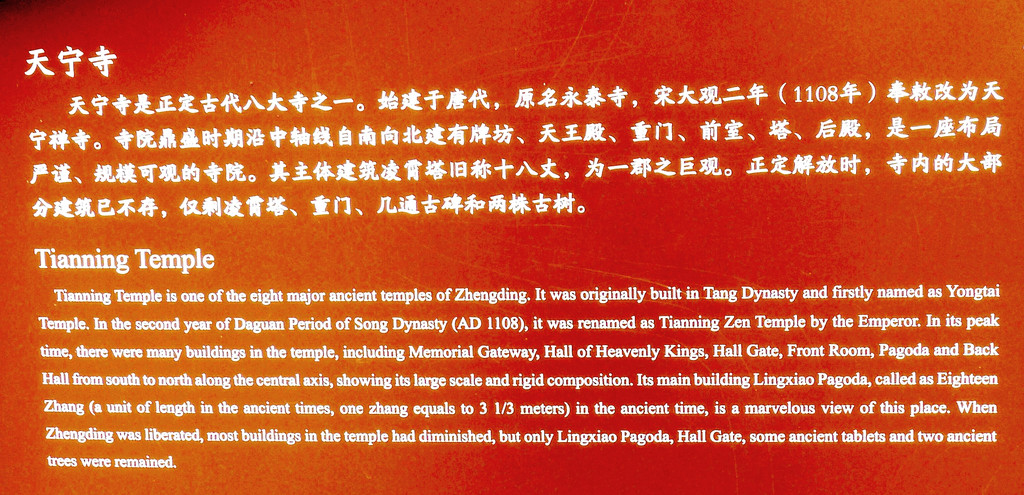 天宁寺
天宁寺是正定古代八大寺之一。始建于唐代，原名永泰寺，宋大观二年（1108年）奉敕改为天
宁禅寺。寺院鼎盛时期沿中轴线自南向北建有牌坊、天王殿、重门、前室、塔、后殿，是一座布局
严谨、规模可观的寺院。其主体建筑凌霄塔旧称十八丈，为一郡之巨观。正定解放时，寺内的大部
分建筑已不存，仅剩凌霄塔、重门、几通古碑和两株古树。
Tianning Temple
Tianning Temple is one of the eight major ancient temples of Zhengding. It was originally built in Tang Dynasty and firstly named as Yongtai
Temple. In the second year of Daguan Period of Song Dynasty (AD 1108), it was renamed as Tianning Zen Temple by the Emperor. In its peak
time, there were many buildings in the temple, including Memorial Gateway, Hall of Heavenly Kings, Hall Gate, Front Room, Pagoda and Back
Hall from south to north along the central axis, showing its large scale and rigid composition. Its main building Lingxiao Pagoda, called as Eighteen
Zhang (a unit of length in the ancient times, one zhang equals to 3 1/3 meters) in the ancient time, is a marvelous view of this place. When
Zhengding was liberated, most buildings in the temple had diminished, but only Lingxiao Pagoda, Hall Gate, some ancient tablets and two ancient
trees were remained.